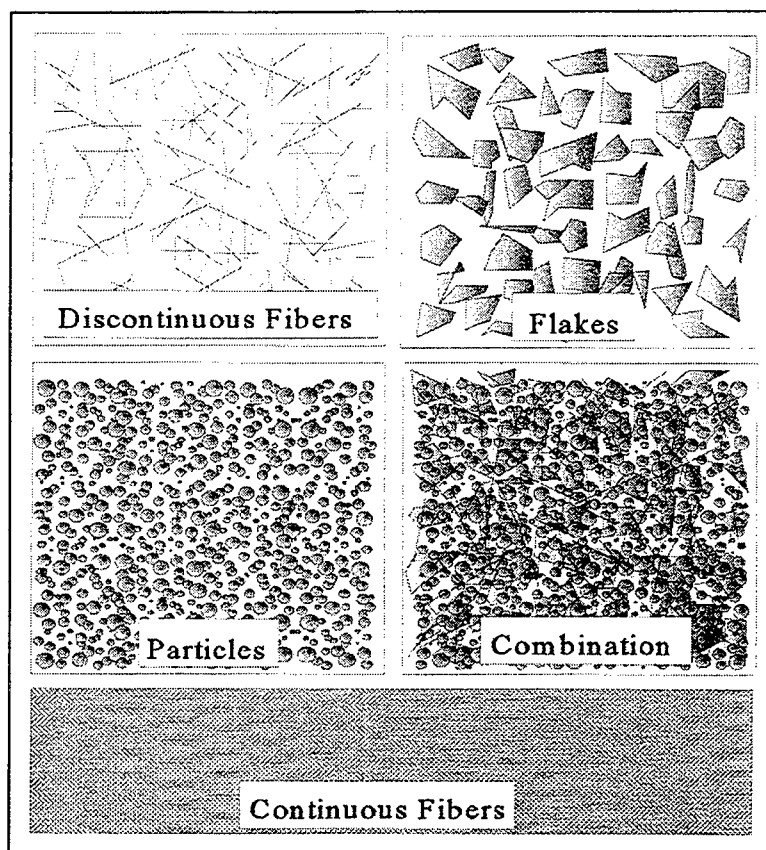 Discontinuous Fibers
Flakes
Particles
Combination
Continuous Fibers